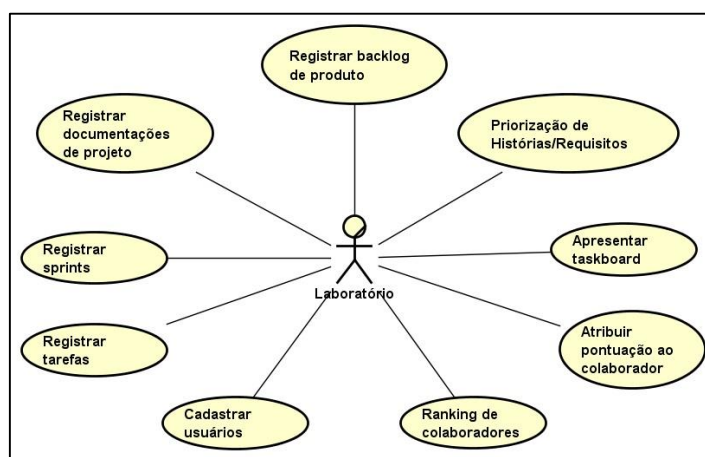 Registrar backlog
de produto
Registrar
documentações
de projeto
Priorização de
Histórias/Requisitos
Registrar
sprints
Apresentar
taskboard
Laboratório
Registrar
tarefas
Atribuir
pontuação ao
colaborador
Cadastrar
usuários
Ranking de
colaboradores